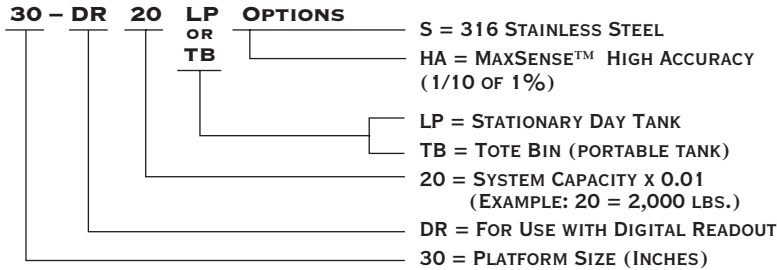 30 – DR 20 LP OPTIONS
OR
TB
S = 316 STAINLESS STEEL
HA = MAXSENSE™ HIGH ACCURACY
(1/10 OF 1%)
LP = STATIONARY DAY TANK
TB = TOTE BIN (PORTABLE TANK)
20 = SYSTEM CAPACITY X 0.01
(EXAMPLE: 20 = 2,000 LBS.)
DR = FOR USE WITH DIGITAL READOUT
30 = PLATFORM SIZE (INCHES)